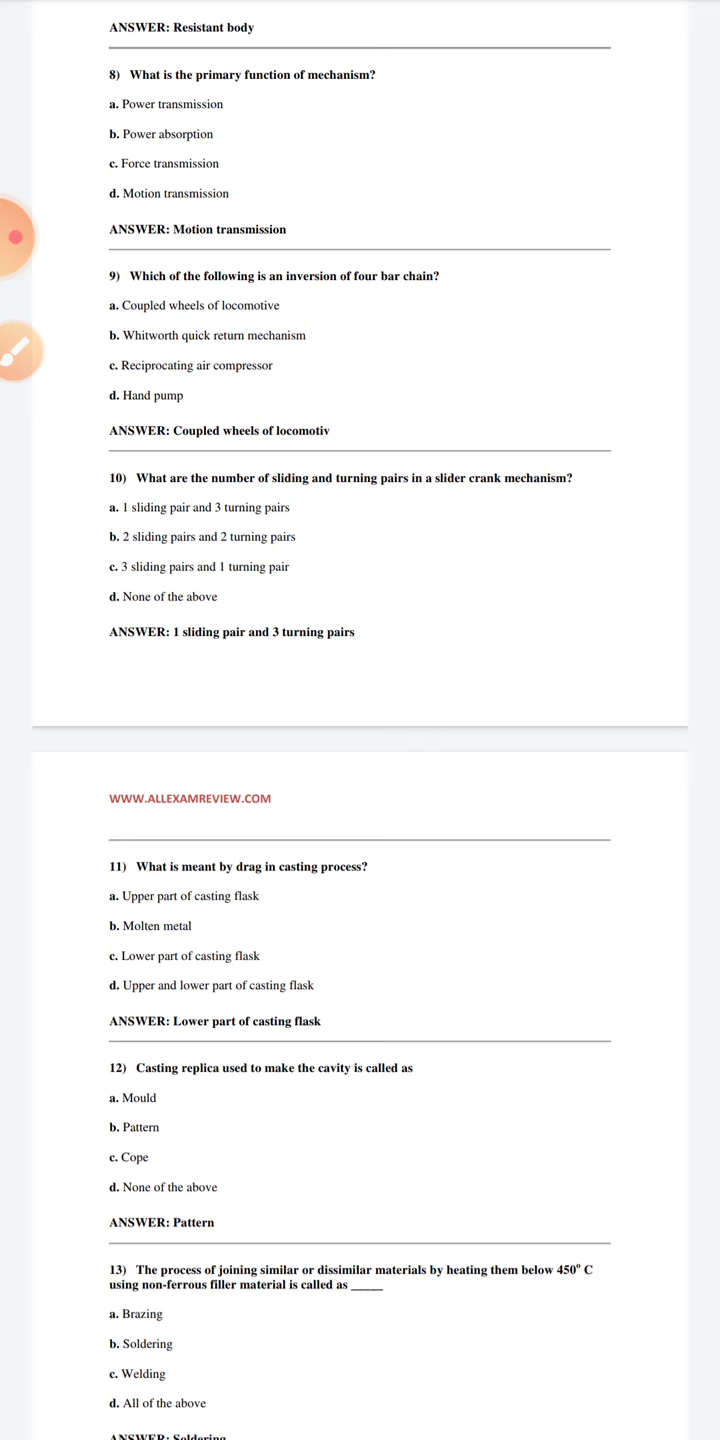 ANSWER: Resistant body
8) What is the primary function of mechanism?
a. Power transmission
b. Power absorption
c. Force transmission
d. Motion transmission
ANSWER: Motion transmission
9) Which of the following is an inversion of four bar chain?
a. Coupled wheels of locomotive
b. Whitworth quick return mechanism
c. Reciprocating air compressor
d. Hand pump
ANSWER: Coupled wheels of locomotiv
10) What are the number of sliding and turning pairs in a slider crank mechanism?
a. 1 sliding pair and 3 turning pairs
b. 2 sliding pairs and 2 turning pairs
c. 3 sliding pairs and 1 turning pair
d. None of the above
ANSWER: 1 sliding pair and 3 turning pairs
WWW.ALLEXAMREVIEW.COM
11) What is meant by drag in casting process?
a. Upper part of casting flask
b. Molten metal
c. Lower part of casting flask
d. Upper and lower part of casting flask
ANSWER: Lower part of casting flask
12) Casting replica used to make the cavity is called as
a. Mould
b. Pattern
c. Cope
d. None of the above
ANSWER: Pattern
13) The process of joining similar or dissimilar materials by heating them below 450° C
using non-ferrous filler material is called as _____
a. Brazing
b. Soldering
c. Welding
d. All of the above
ANSWER: Soldering